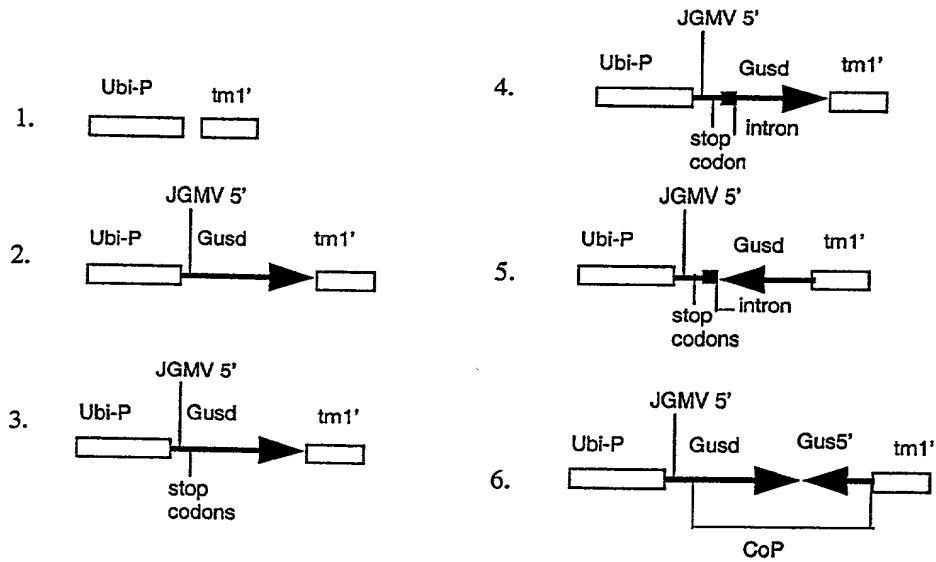 1.
Ubi-P tm1'
2.
JGMV 5'
Ubi-P Gusd tm1'
3.
JGMV 5'
Ubi-P Gusd tm1'
stop
codons
4.
JGMV 5'
Ubi-P Gusd tm1'
intron
stop
codon
5.
JGMV 5'
Ubi-P Gusd tm1'
intron
stop
codons
6.
JGMV 5'
Ubi-P Gusd Gus5' tm1'
CoP